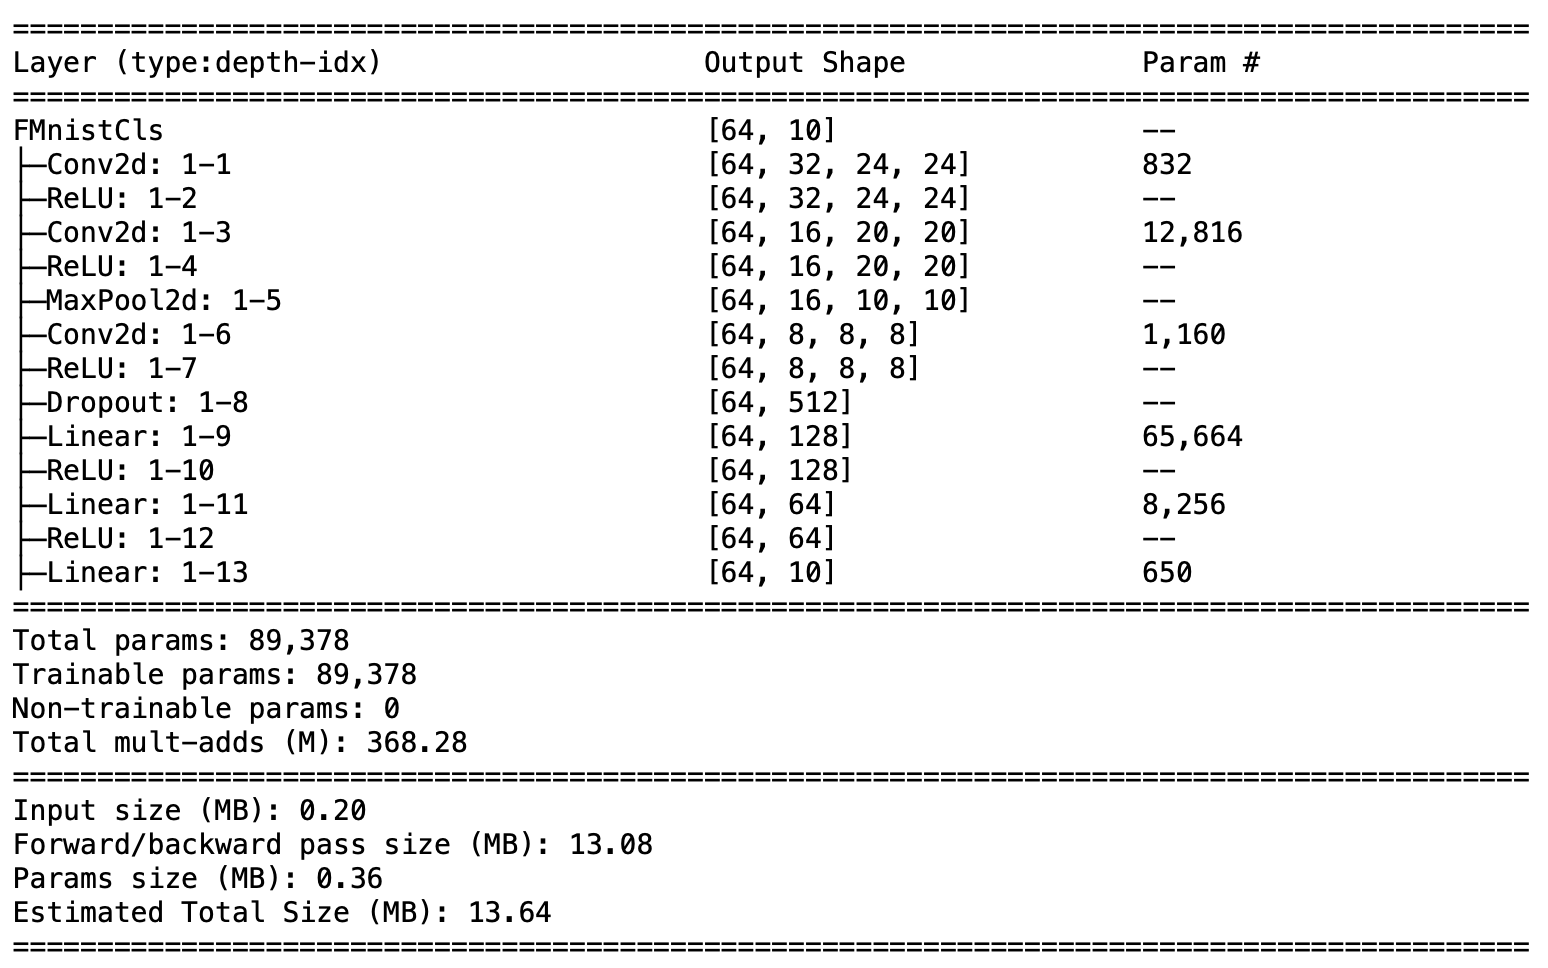 ==========================================================================================
Layer (type:depth-idx)                   Output Shape              Param #
==========================================================================================
FMnistCls                                [64, 10]                  --
├─Conv2d: 1-1                            [64, 32, 24, 24]          832
├─ReLU: 1-2                              [64, 32, 24, 24]          --
├─Conv2d: 1-3                            [64, 16, 20, 20]          12,816
├─ReLU: 1-4                              [64, 16, 20, 20]          --
├─MaxPool2d: 1-5                         [64, 16, 10, 10]          --
├─Conv2d: 1-6                            [64, 8, 8, 8]             1,160
├─ReLU: 1-7                              [64, 8, 8, 8]             --
├─Dropout: 1-8                           [64, 512]                 --
├─Linear: 1-9                            [64, 128]                 65,664
├─ReLU: 1-10                             [64, 128]                 --
├─Linear: 1-11                           [64, 64]                  8,256
├─ReLU: 1-12                             [64, 64]                  --
├─Linear: 1-13                           [64, 10]                  650
==========================================================================================
Total params: 89,378
Trainable params: 89,378
Non-trainable params: 0
Total mult-adds (M): 368.28
==========================================================================================
Input size (MB): 0.20
Forward/backward pass size (MB): 13.08
Params size (MB): 0.36
Estimated Total Size (MB): 13.64
==========================================================================================